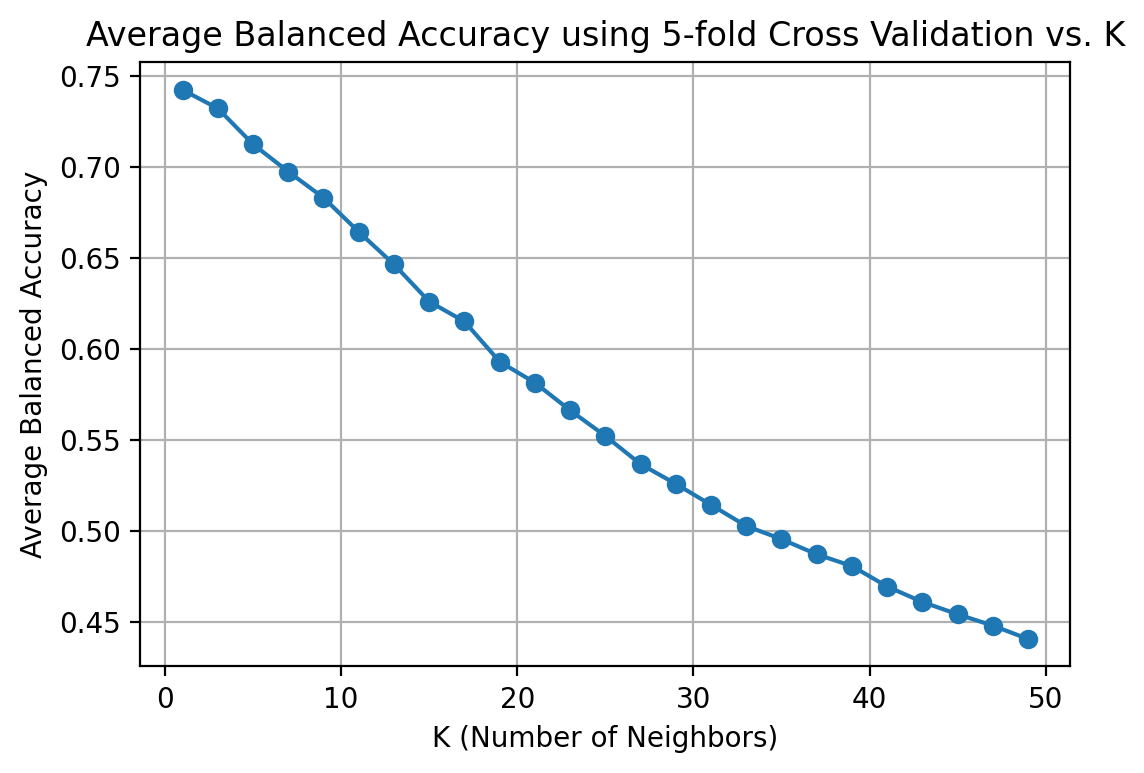 Average Balanced Accuracy using 5-fold Cross Validation vs. K
0.75
0.70
0.65
0.60
0.55
0.50
0.45
Average Balanced Accuracy
0 10 20 30 40 50
K (Number of Neighbors)